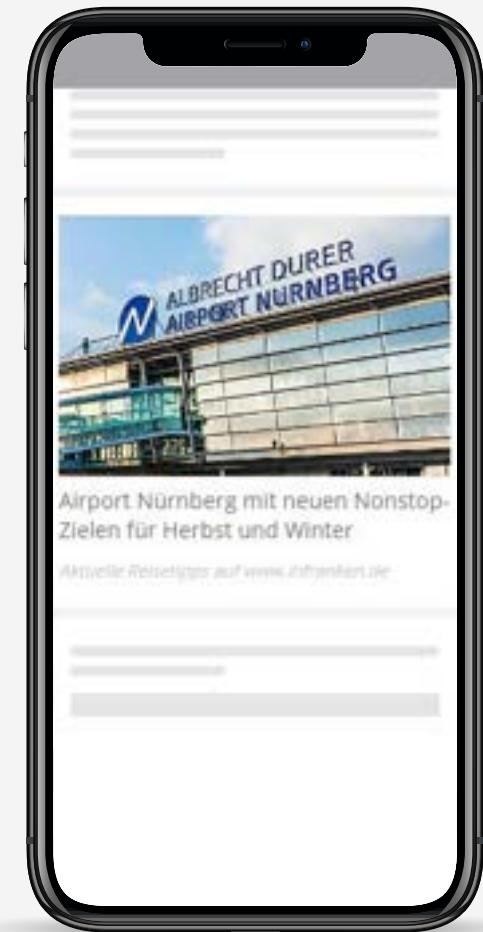 ALBRECHT DURER
AIRPORT NURNBERG
Airport Nürnberg mit neuen Nonstop-
Zielen für Herbst und Winter
Aktuelle Reisetipps auf www.infranken.de